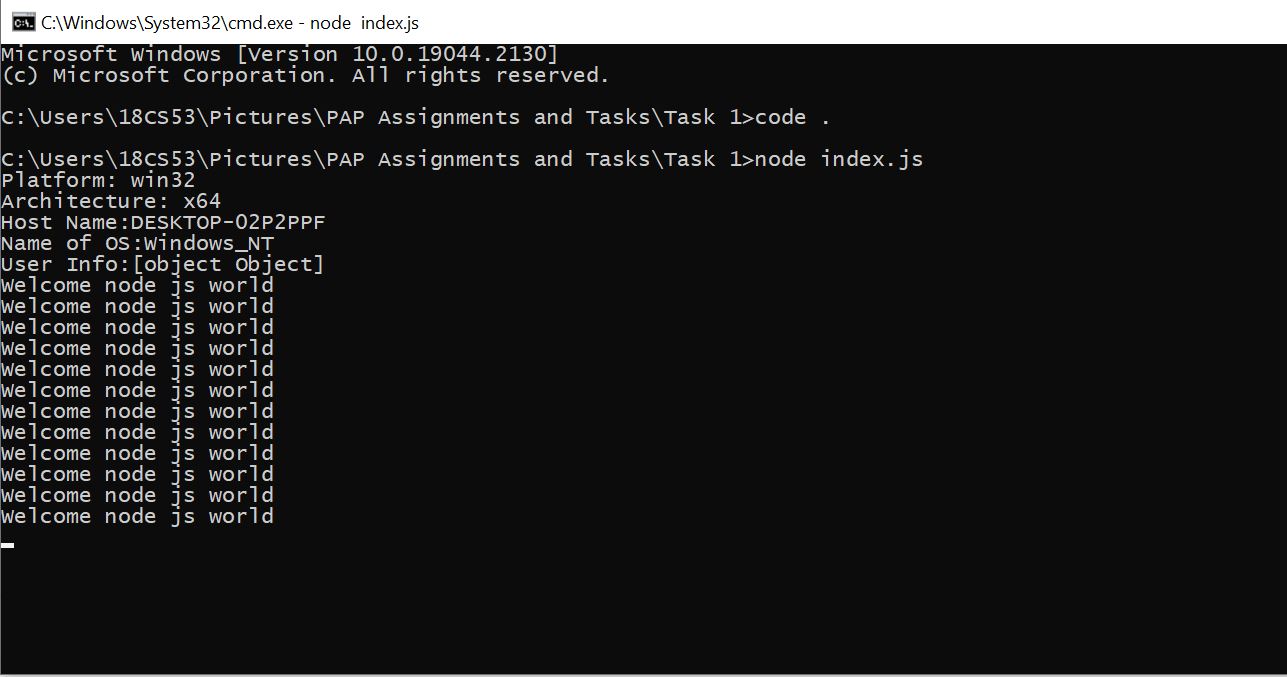 C:\Windows\System32\cmd.exe - node  index.js
Microsoft Windows [Version 10.0.19044.2130]
(c) Microsoft Corporation. All rights reserved.
C:\Users\18CS53\Pictures\PAP Assignments and Tasks\Task 1>code .
C:\Users\18CS53\Pictures\PAP Assignments and Tasks\Task 1>node index.js
Platform: win32
Architecture: x64
Host Name:DESKTOP-02P2PPF
Name of OS:Windows_NT
User Info:[object Object]
Welcome node js world
Welcome node js world
Welcome node js world
Welcome node js world
Welcome node js world
Welcome node js world
Welcome node js world
Welcome node js world
Welcome node js world
Welcome node js world
Welcome node js world
Welcome node js world